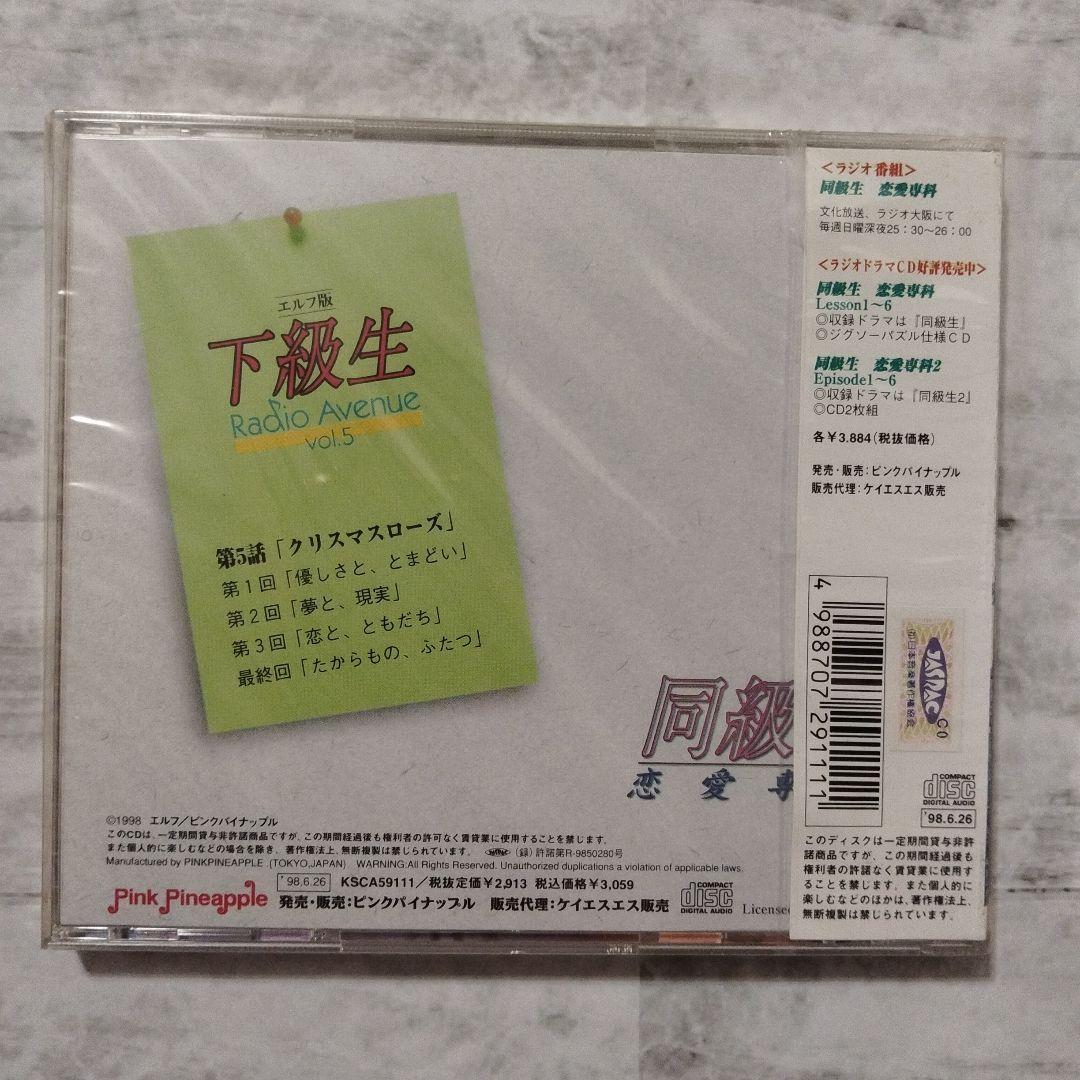 エルフ版
下級生
Radio Avenue
vol.5
第5話「クリスマスローズ」
第1回「優しさと、とまどい」
第2回「夢と、現実」
第3回「恋と、ともだち」
最終回「たからもの、ふたつ」
同級
恋愛専
©1998 エルフ／ピンクパイナップル
このCDは、一定期間貸与非許諾商品ですが、この期間経過後も権利者の許可なく賃貸業に使用することを禁じます。
また個人的に楽しむなどの場合を除き、著作権法上、無断複製は禁じられています。 (録)許諾第R-9850280号
Manufactured by PINKPINEAPPLE .(TOKYO,JAPAN) WARNING:All Rights Reserved. Unauthorized duplications a violation of applicable laws.
Pink Pineapple
'98.6.26 KSCA59111／税抜定価￥2,913 税込価格￥3,059
発売・販売：ピンクパイナップル 販売代理：ケイエスエス販売
COMPACT
disc
DIGITAL AUDIO
Licensed
＜ラジオ番組＞
同級生 恋愛専科
文化放送、ラジオ大阪にて
毎週日曜深夜25：30～26：00
＜ラジオドラマCD好評発売中＞
同級生 恋愛専科
Lesson1～6
◎収録ドラマは『同級生』
◎ジグソーパズル仕様ＣＤ
同級生 恋愛専科2
Episode1～6
◎収録ドラマは『同級生2』
◎CD2枚組
各￥3.884（税抜価格）
発売・販売：ピンクパイナップル
販売代理：ケイエスエス販売
4 988707 291111
JASRAC
COMPACT
disc
DIGITAL AUDIO
'98.6.26
このディスクは一定期間貸与非許
諾商品ですが、この期間経過後も
権利者の許可なく賃貸業に使用す
ることを禁じます。また個人的に
楽しむなどのほかは、著作権法上、
無断複製は禁じられています。